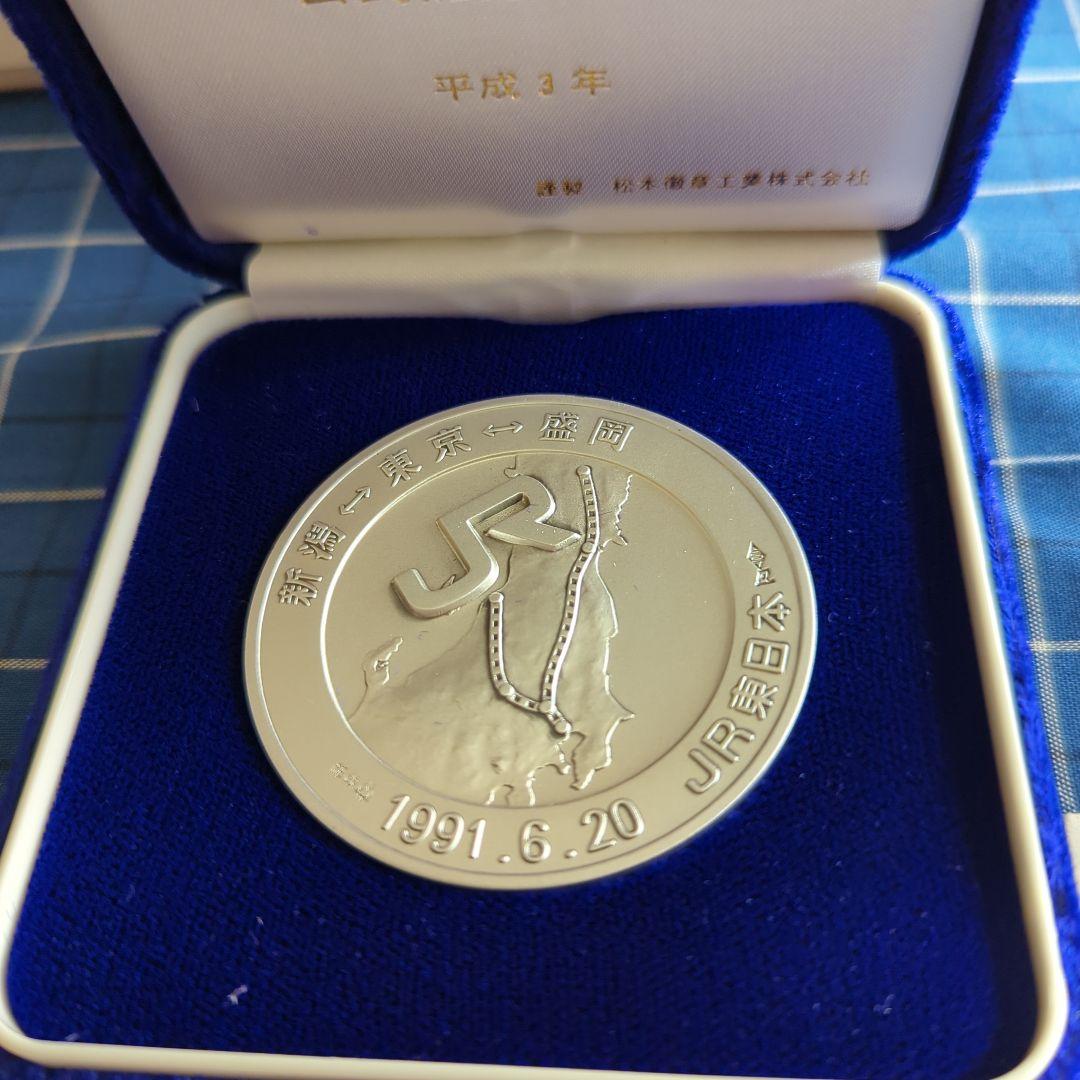 平成3年
謹製 松本徽章工業株式会社
新潟↔東京↔盛岡
JR
JR東日本
1991.6.20